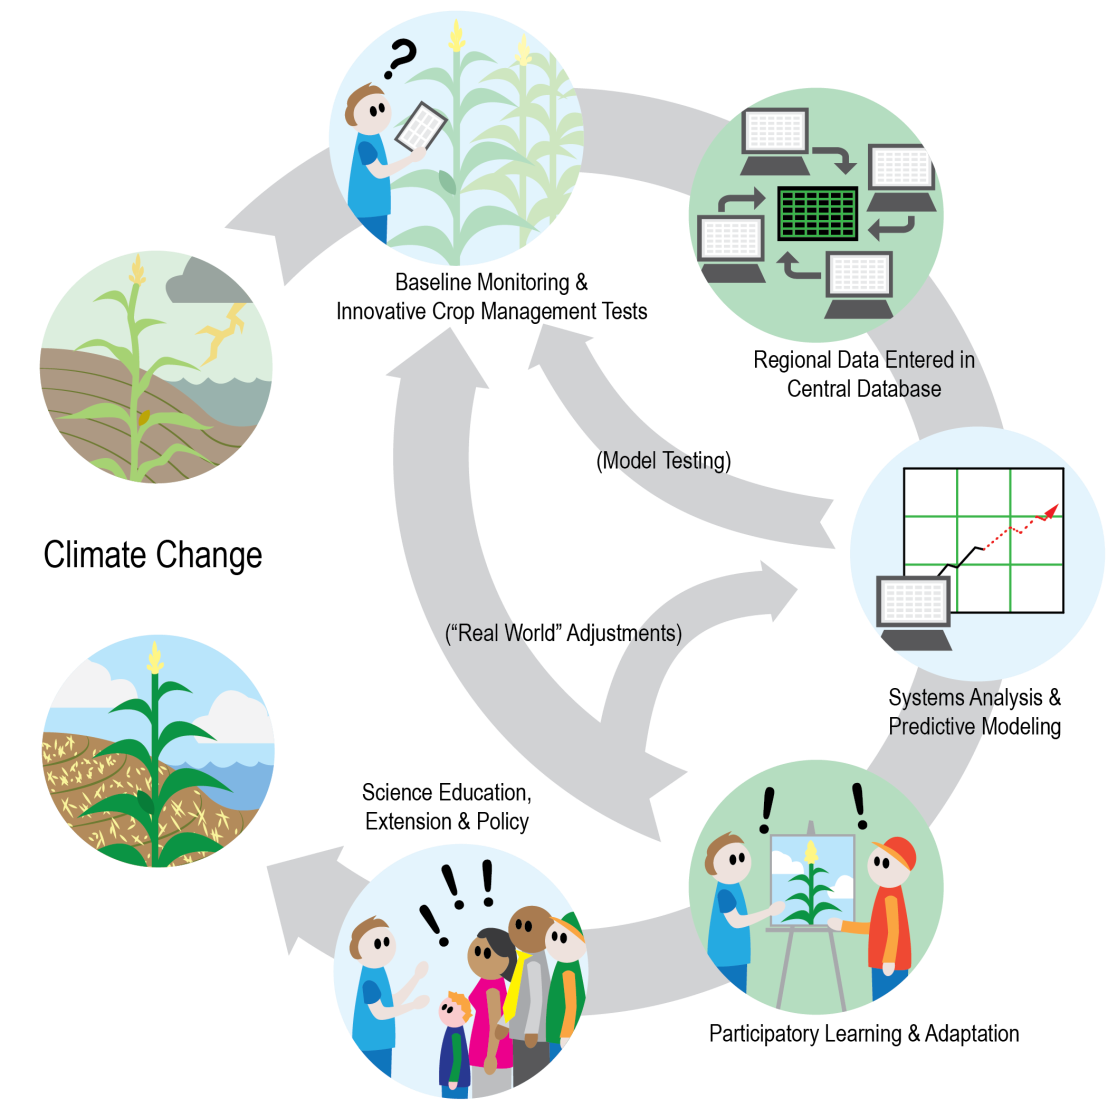 ?
Baseline Monitoring &
Innovative Crop Management Tests
Regional Data Entered in
Central Database
(Model Testing)
Climate Change
(“Real World” Adjustments)
Systems Analysis &
Predictive Modeling
Science Education,
Extension & Policy
! !
! ! !
Participatory Learning & Adaptation